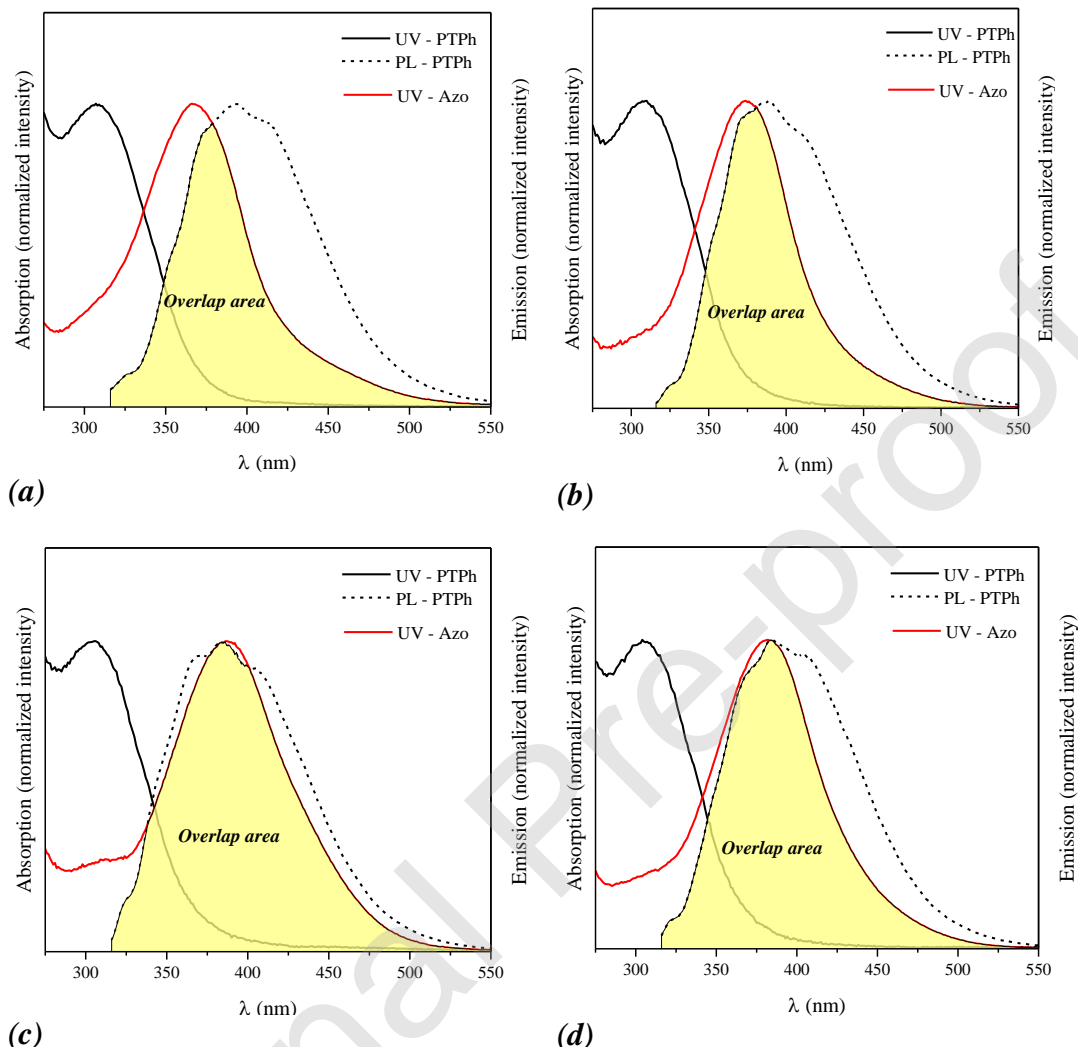 UV - PTPh
PL - PTPh
UV - Azo
Absorption (normalized intensity)
Emission (normalized intensity)
Overlap area
300 350 400 450 500 550
λ (nm)
(a)
UV - PTPh
PL - PTPh
UV - Azo
Absorption (normalized intensity)
Emission (normalized intensity)
Overlap area
300 350 400 450 500 550
λ (nm)
(b)
UV - PTPh
PL - PTPh
UV - Azo
Absorption (normalized intensity)
Emission (normalized intensity)
Overlap area
300 350 400 450 500 550
λ (nm)
(c)
UV - PTPh
PL - PTPh
UV - Azo
Absorption (normalized intensity)
Emission (normalized intensity)
Overlap area
300 350 400 450 500 550
λ (nm)
(d)
nal Pre-proof